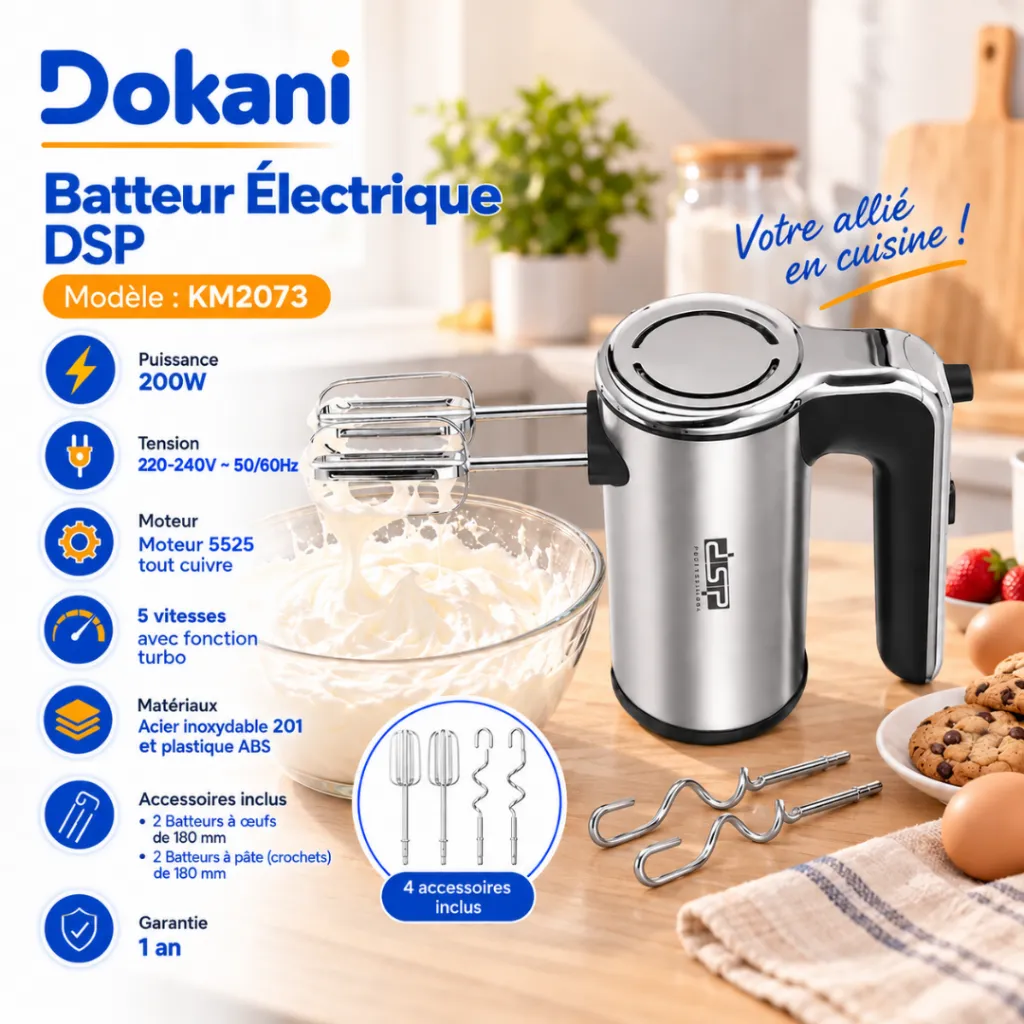 Dokani
Batteur Électrique
DSP
Modèle : KM2073
Votre allié
en cuisine !
Puissance
200W
Tension
220-240V ~ 50/60Hz
Moteur
Moteur 5525
tout cuivre
5 vitesses
avec fonction
turbo
Matériaux
Acier inoxydable 201
et plastique ABS
Accessoires inclus
• 2 Batteurs à œufs
de 180 mm
• 2 Batteurs à pâte (crochets)
de 180 mm
4 accessoires
inclus
Garantie
1 an
dsp